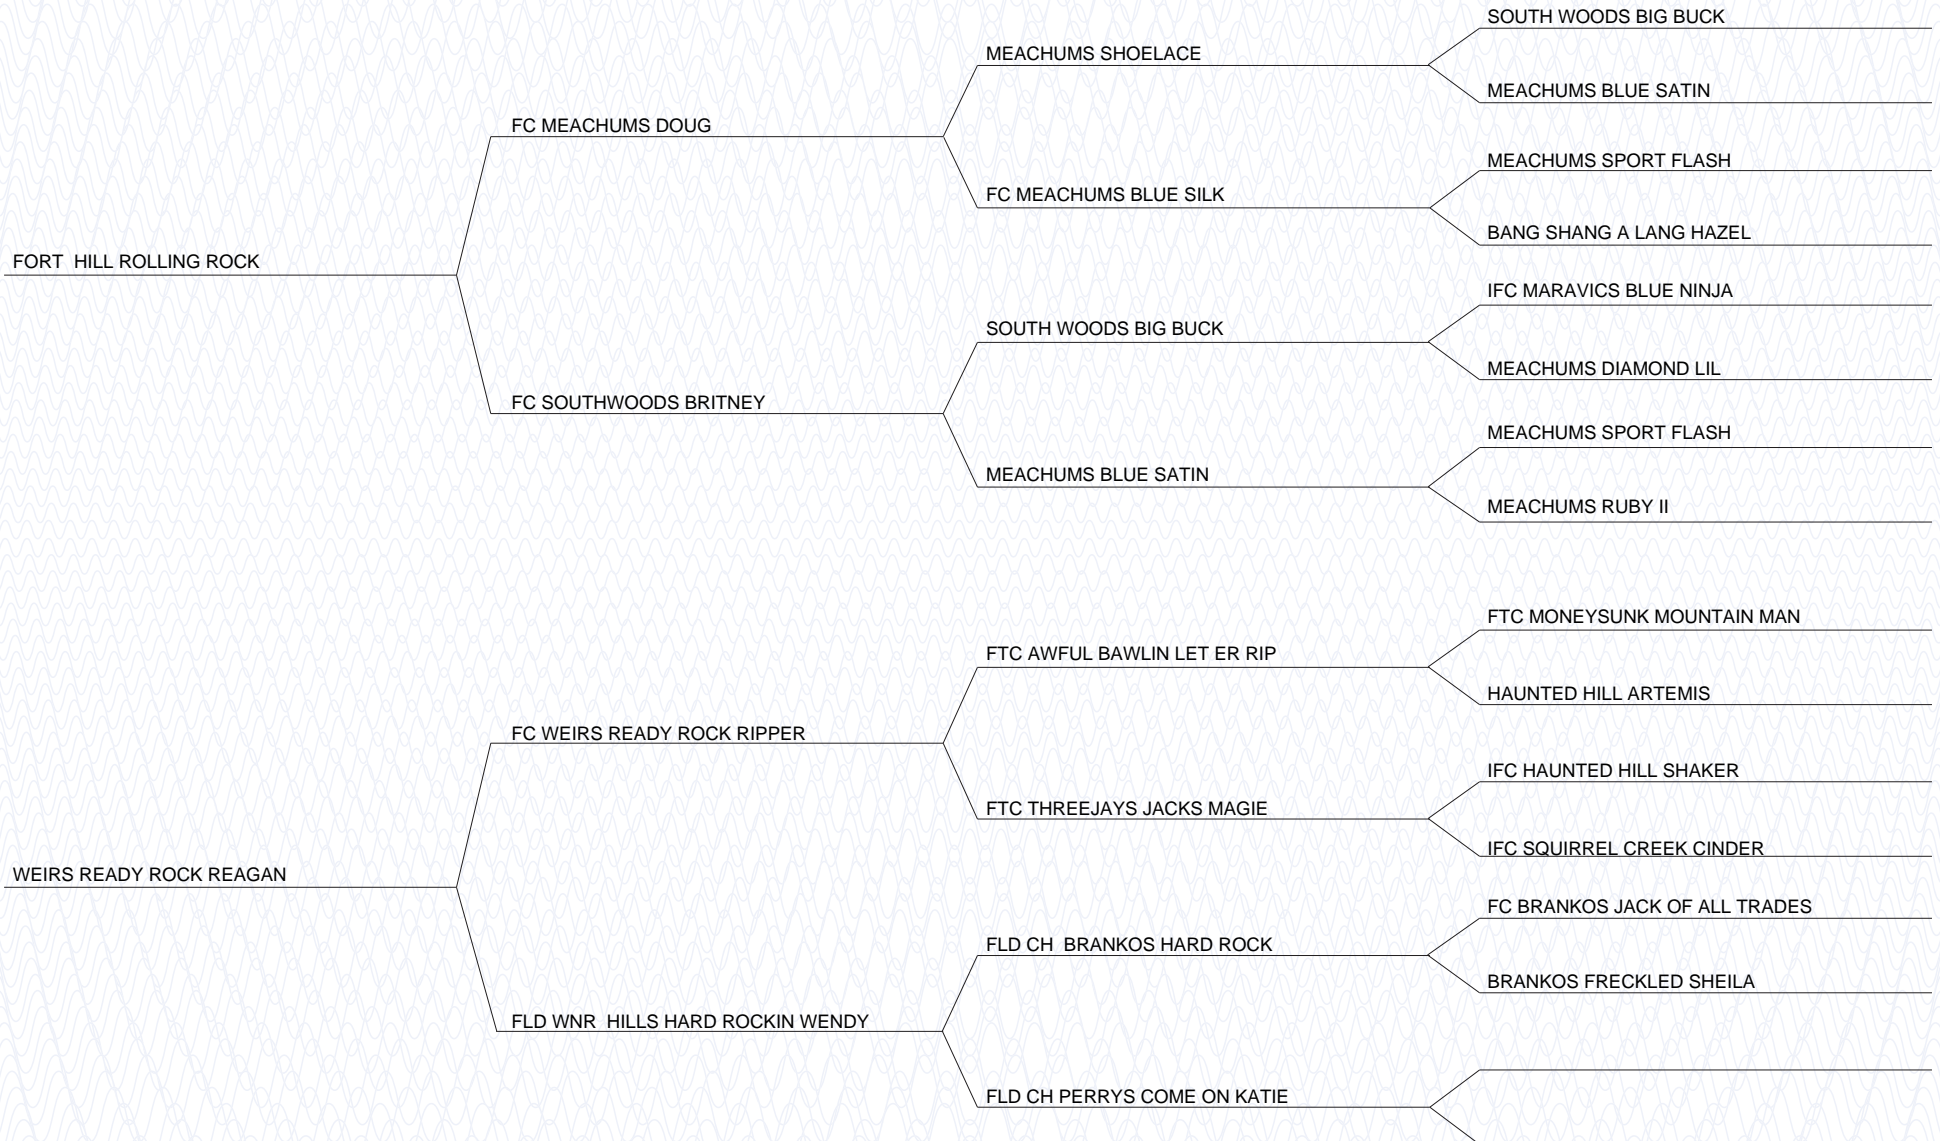 SOUTH WOODS BIG BUCK
MEACHUMS SHOELACE
MEACHUMS BLUE SATIN
FC MEACHUMS DOUG
MEACHUMS SPORT FLASH
FC MEACHUMS BLUE SILK
BANG SHANG A LANG HAZEL
FORT HILL ROLLING ROCK
IFC MARAVICS BLUE NINJA
SOUTH WOODS BIG BUCK
MEACHUMS DIAMOND LIL
FC SOUTHWOODS BRITNEY
MEACHUMS SPORT FLASH
MEACHUMS BLUE SATIN
MEACHUMS RUBY II
FTC MONEYSUNK MOUNTAIN MAN
FTC AWFUL BAWLIN LET ER RIP
HAUNTED HILL ARTEMIS
FC WEIRS READY ROCK RIPPER
IFC HAUNTED HILL SHAKER
FTC THREEJAYS JACKS MAGIE
IFC SQUIRREL CREEK CINDER
WEIRS READY ROCK REAGAN
FC BRANKOS JACK OF ALL TRADES
FLD CH BRANKOS HARD ROCK
BRANKOS FRECKLED SHEILA
FLD WNR HILLS HARD ROCKIN WENDY
FLD CH PERRYS COME ON KATIE